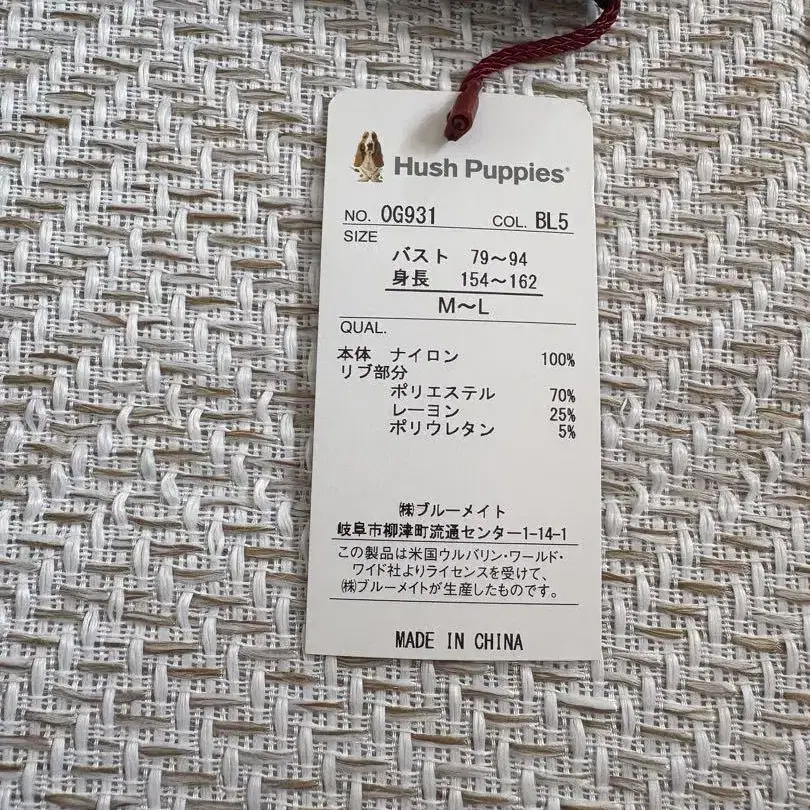 Hush Puppies®
NO. 0G931 COL. BL5
SIZE
バスト 79〜94
身長 154〜162
M〜L
QUAL.
本体 ナイロン 100%
リブ部分
ポリエステル 70%
レーヨン 25%
ポリウレタン 5%
㈱ブルーメイト
岐阜市柳津町流通センター1-14-1
この製品は米国ウルバリン・ワールド・
ワイド社よりライセンスを受けて、
㈱ブルーメイトが生産したものです。
MADE IN CHINA